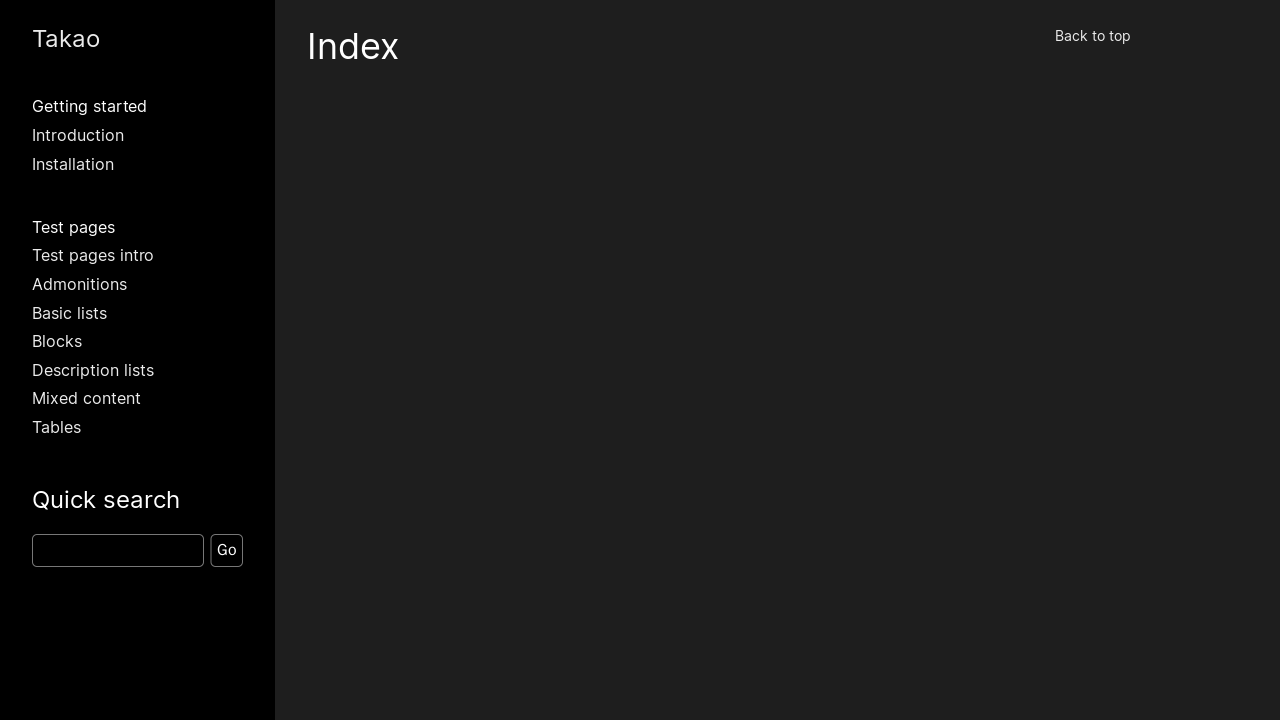 Takao
Getting started
Introduction
Installation
Test pages
Test pages intro
Admonitions
Basic lists
Blocks
Description lists
Mixed content
Tables
Quick search
Go
Index
Back to top